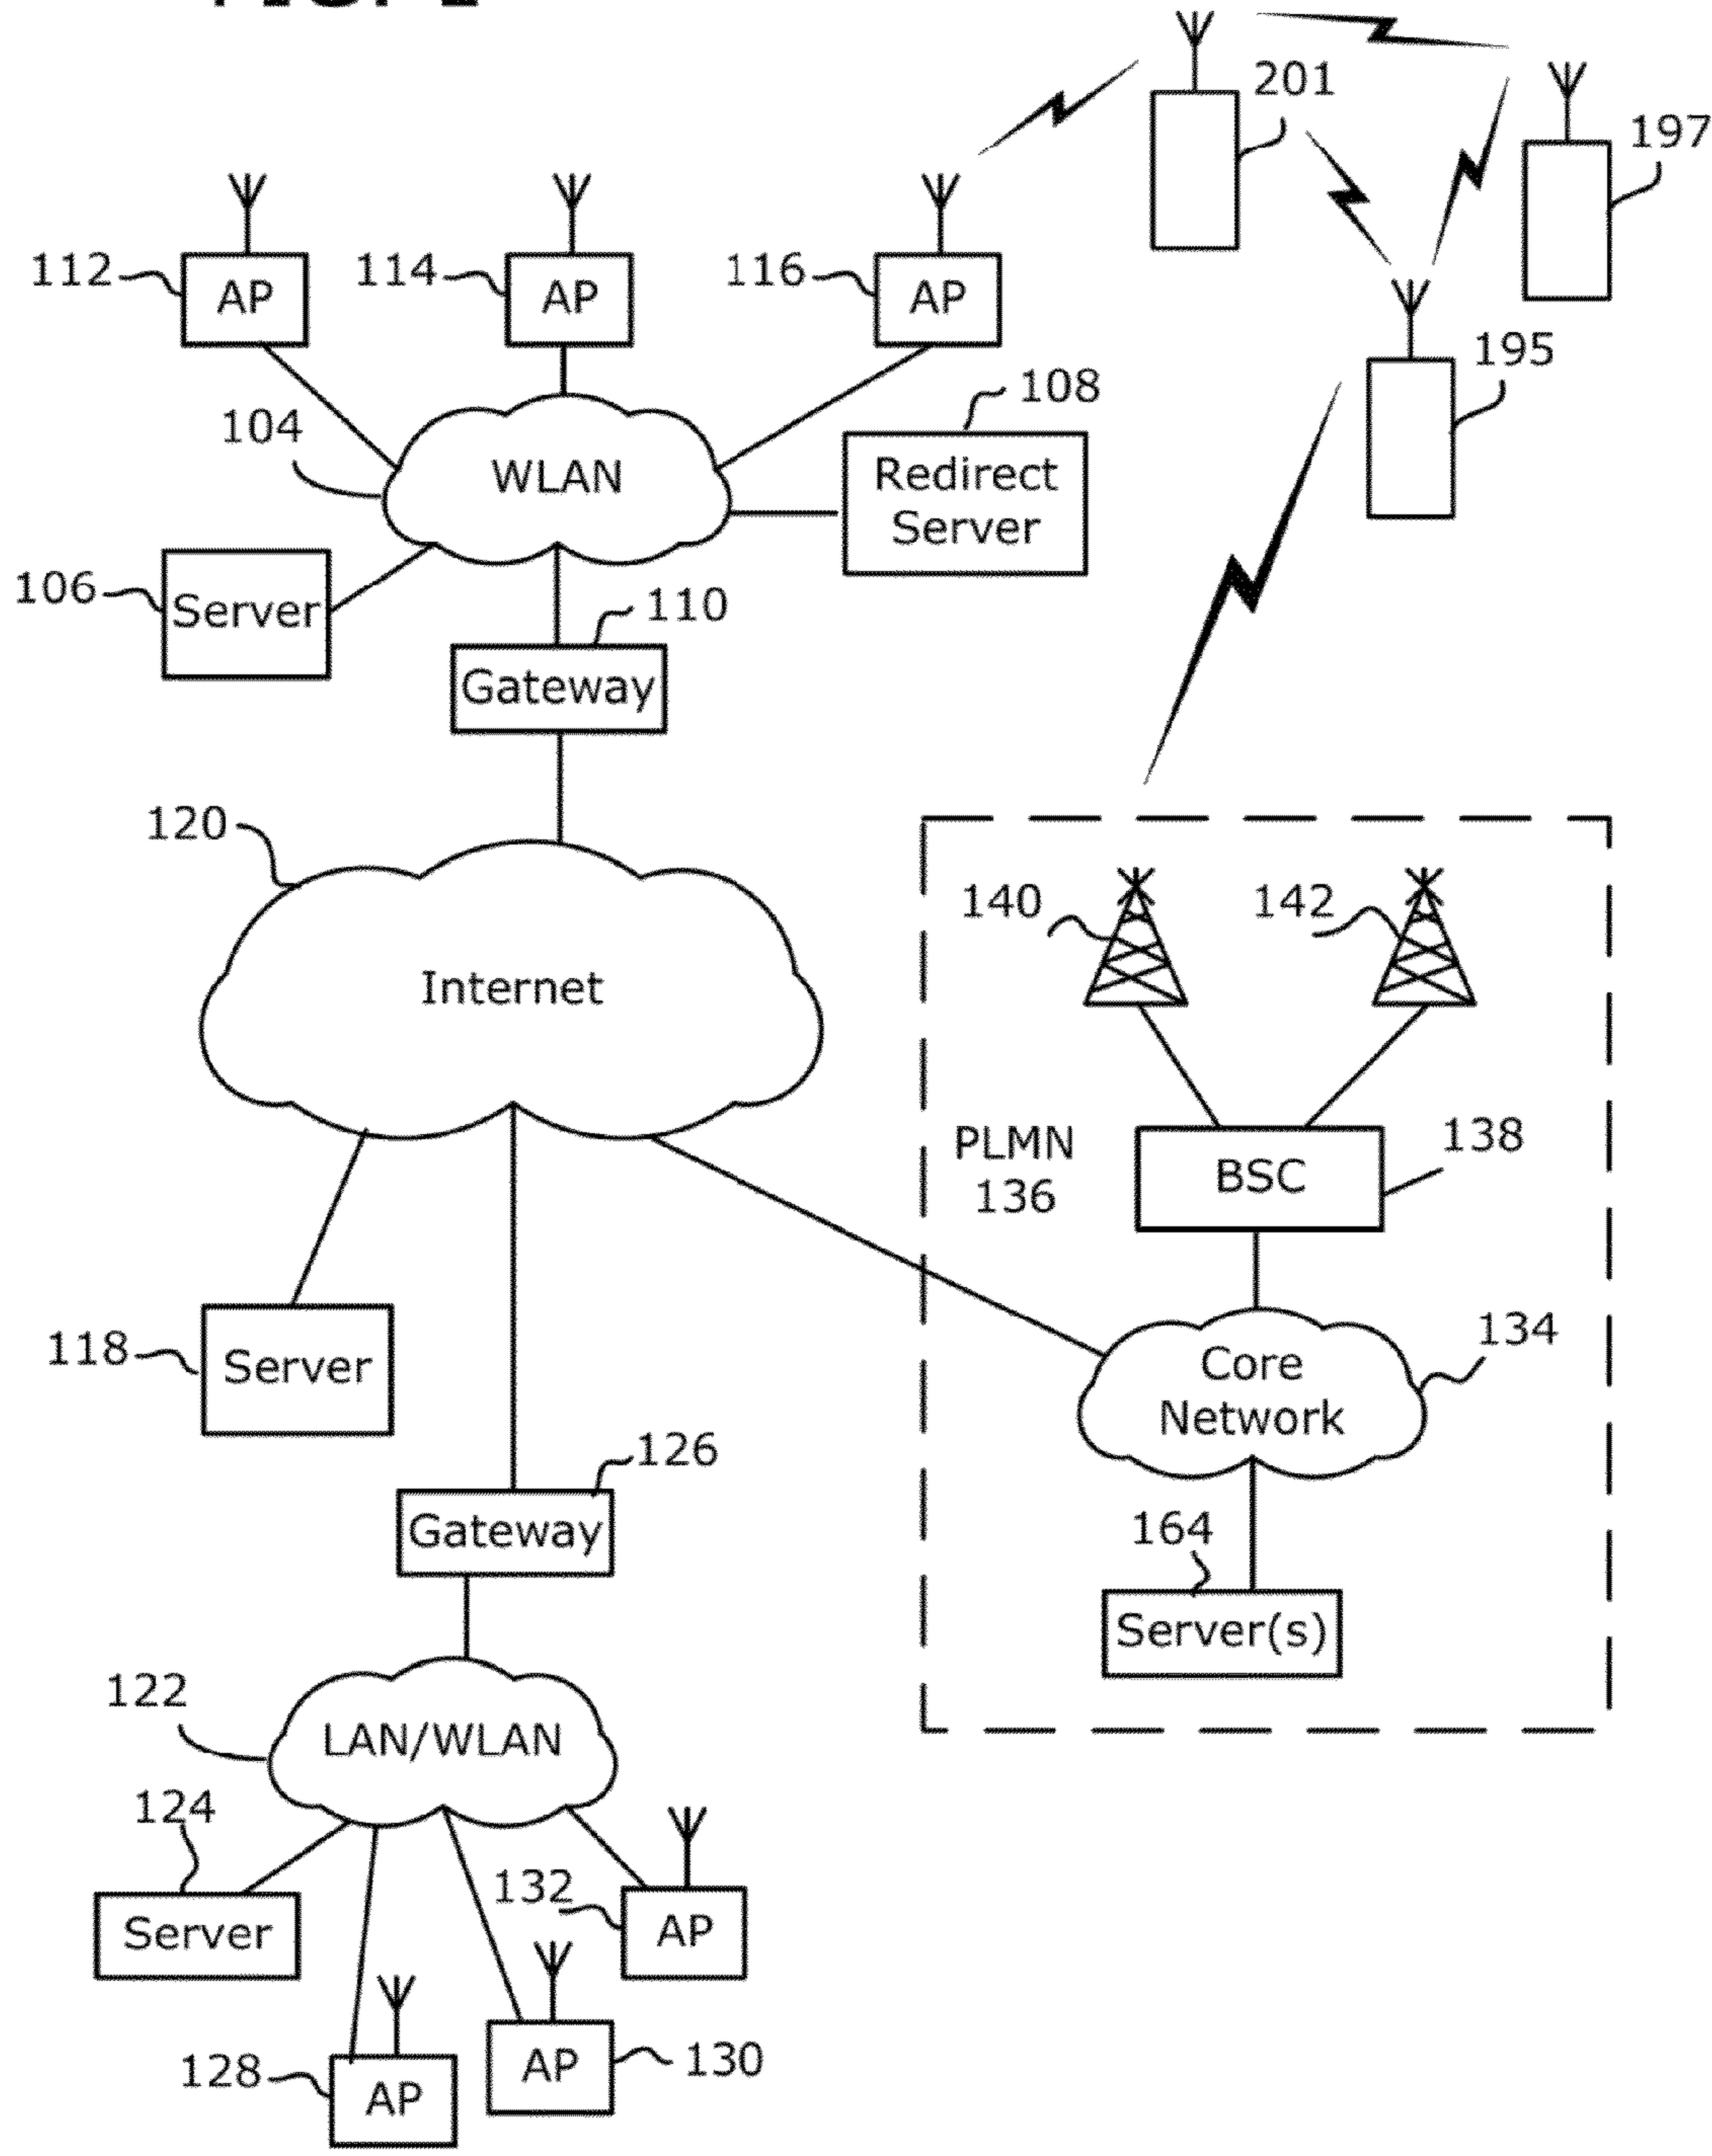 201
197
112
AP
114
AP
116
AP
195
108
104
WLAN
Redirect
Server
106
Server
110
Gateway
120
Internet
140
142
PLMN
136
BSC
138
118
Server
Core
Network
134
126
Gateway
164
Server(s)
122
LAN/WLAN
124
Server
132
AP
128
AP
AP
130